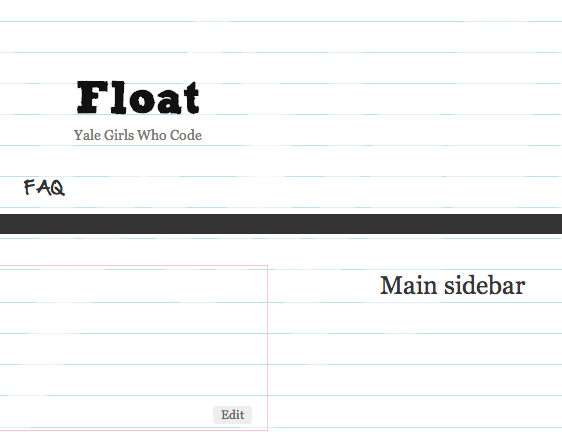 Float
Yale Girls Who Code
FAQ
Main sidebar
Edit